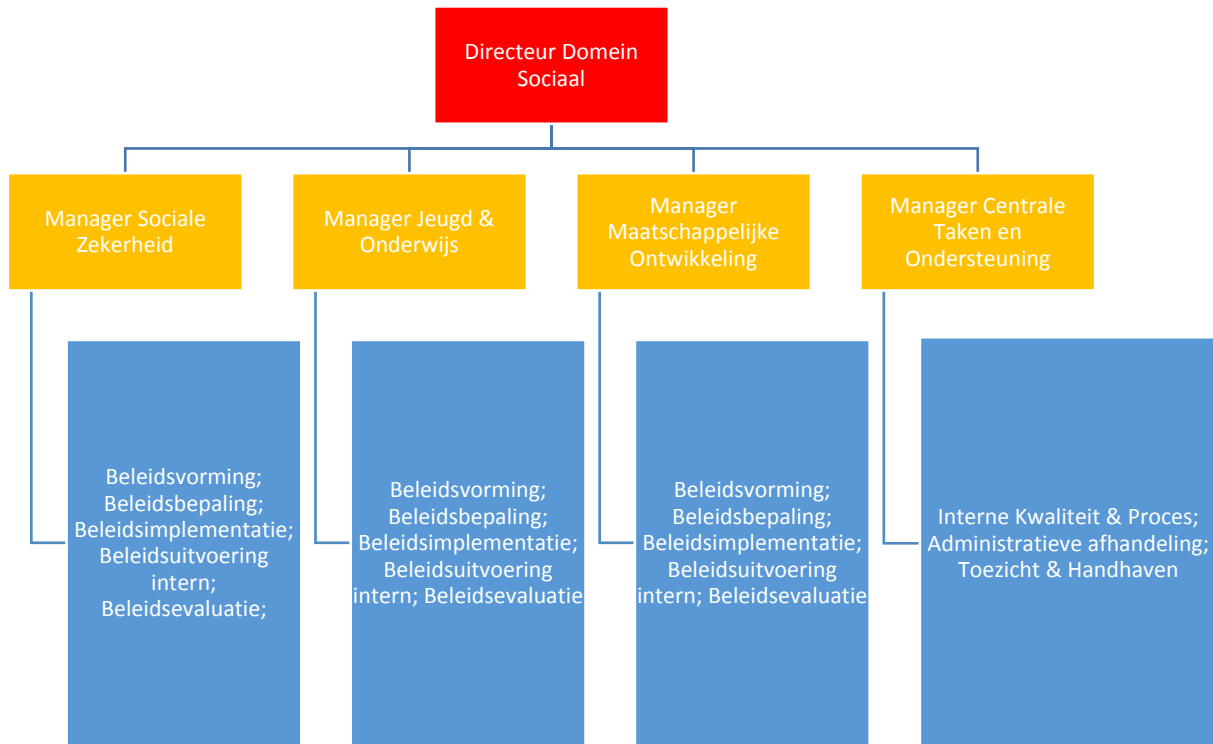 Directeur Domein
Sociaal
Manager Sociale
Zekerheid
Manager Jeugd &
Onderwijs
Manager
Maatschappelijke
Ontwikkeling
Manager Centrale
Taken en
Ondersteuning
Beleidsvorming;
Beleidsbepaling;
Beleidsimplementatie;
Beleidsuitvoering
intern;
Beleidsevaluatie;
Beleidsvorming;
Beleidsbepaling;
Beleidsimplementatie;
Beleidsuitvoering
intern; Beleidsevaluatie
Beleidsvorming;
Beleidsbepaling;
Beleidsimplementatie;
Beleidsuitvoering
intern; Beleidsevaluatie
Interne Kwaliteit & Proces;
Administratieve afhandeling;
Toezicht & Handhaven